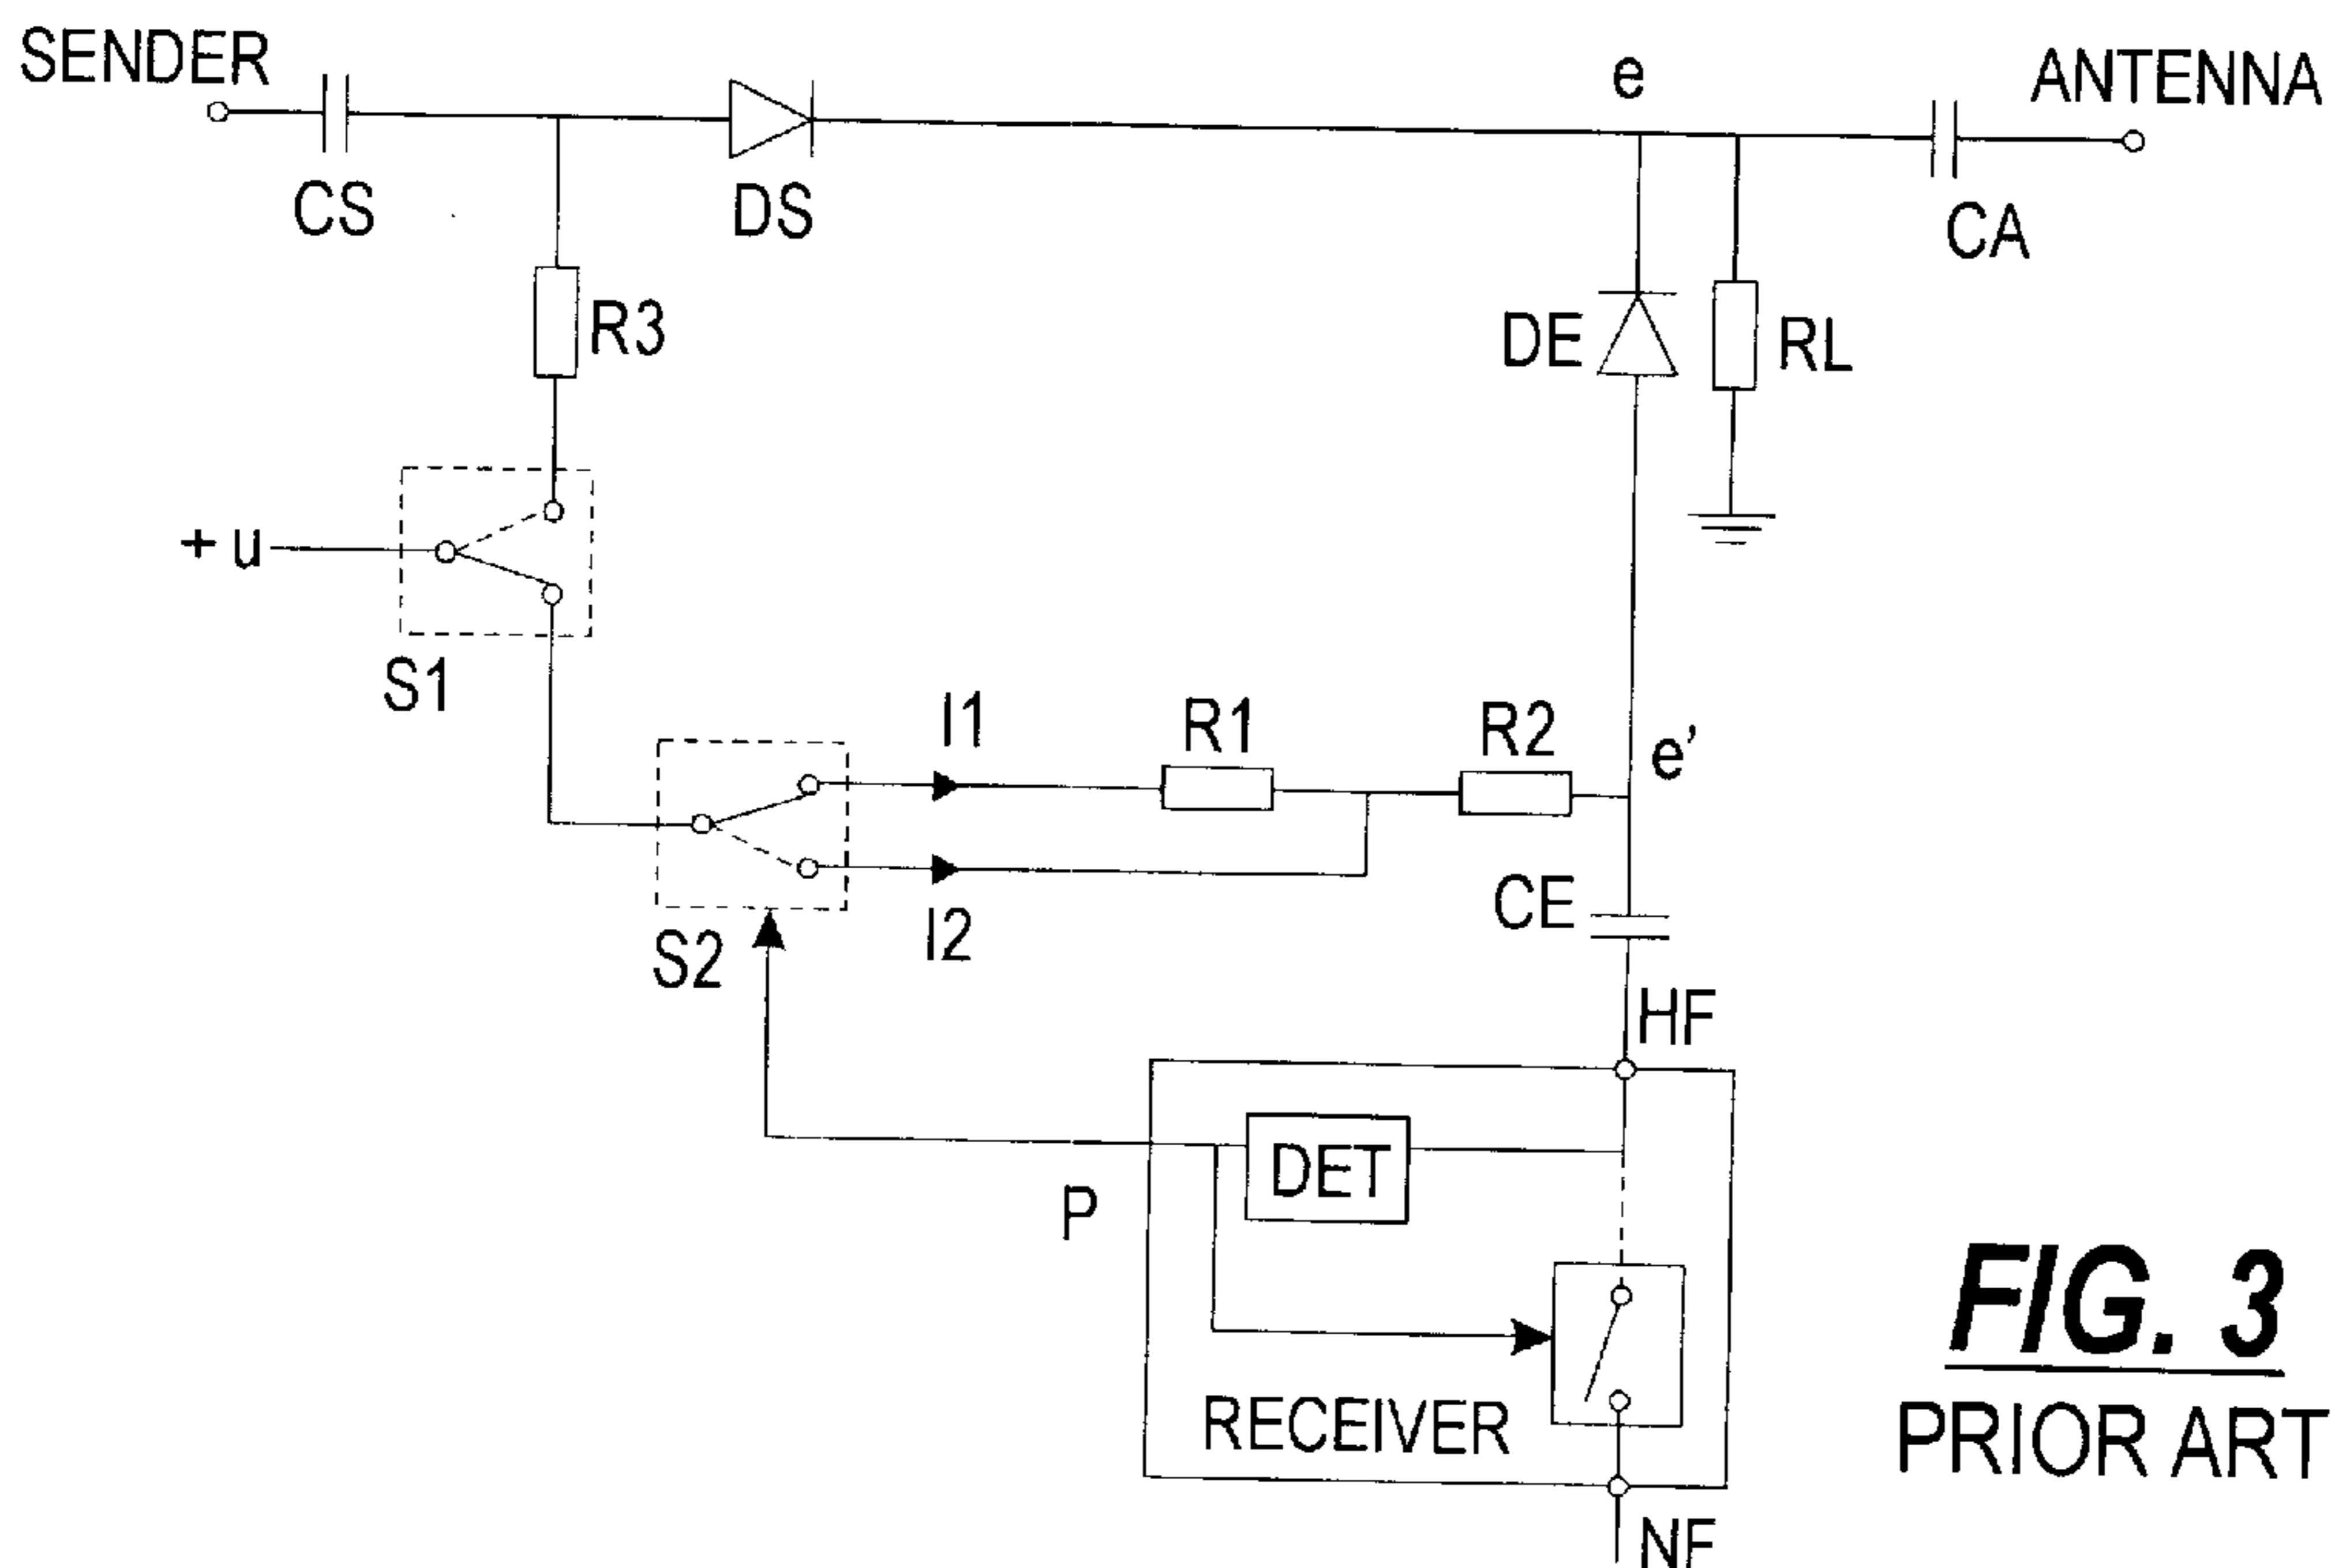 SENDER
e
ANTENNA
CS
DS
CA
R3
DE
RL
+ u
S1
I1
R1
R2
e'
S2
I2
CE
HF
DET
P
RECEIVER
FIG. 3
PRIOR ART
NF